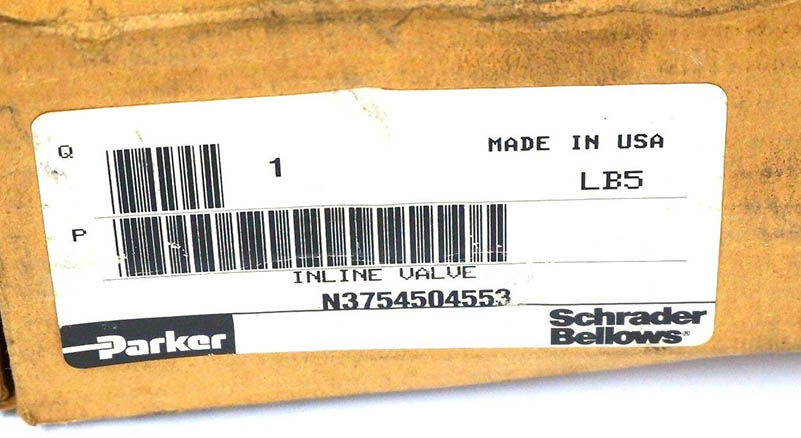 Q
1
MADE IN USA
LB5
P
INLINE VALVE
N3754504553
Parker
Schrader
Bellows®